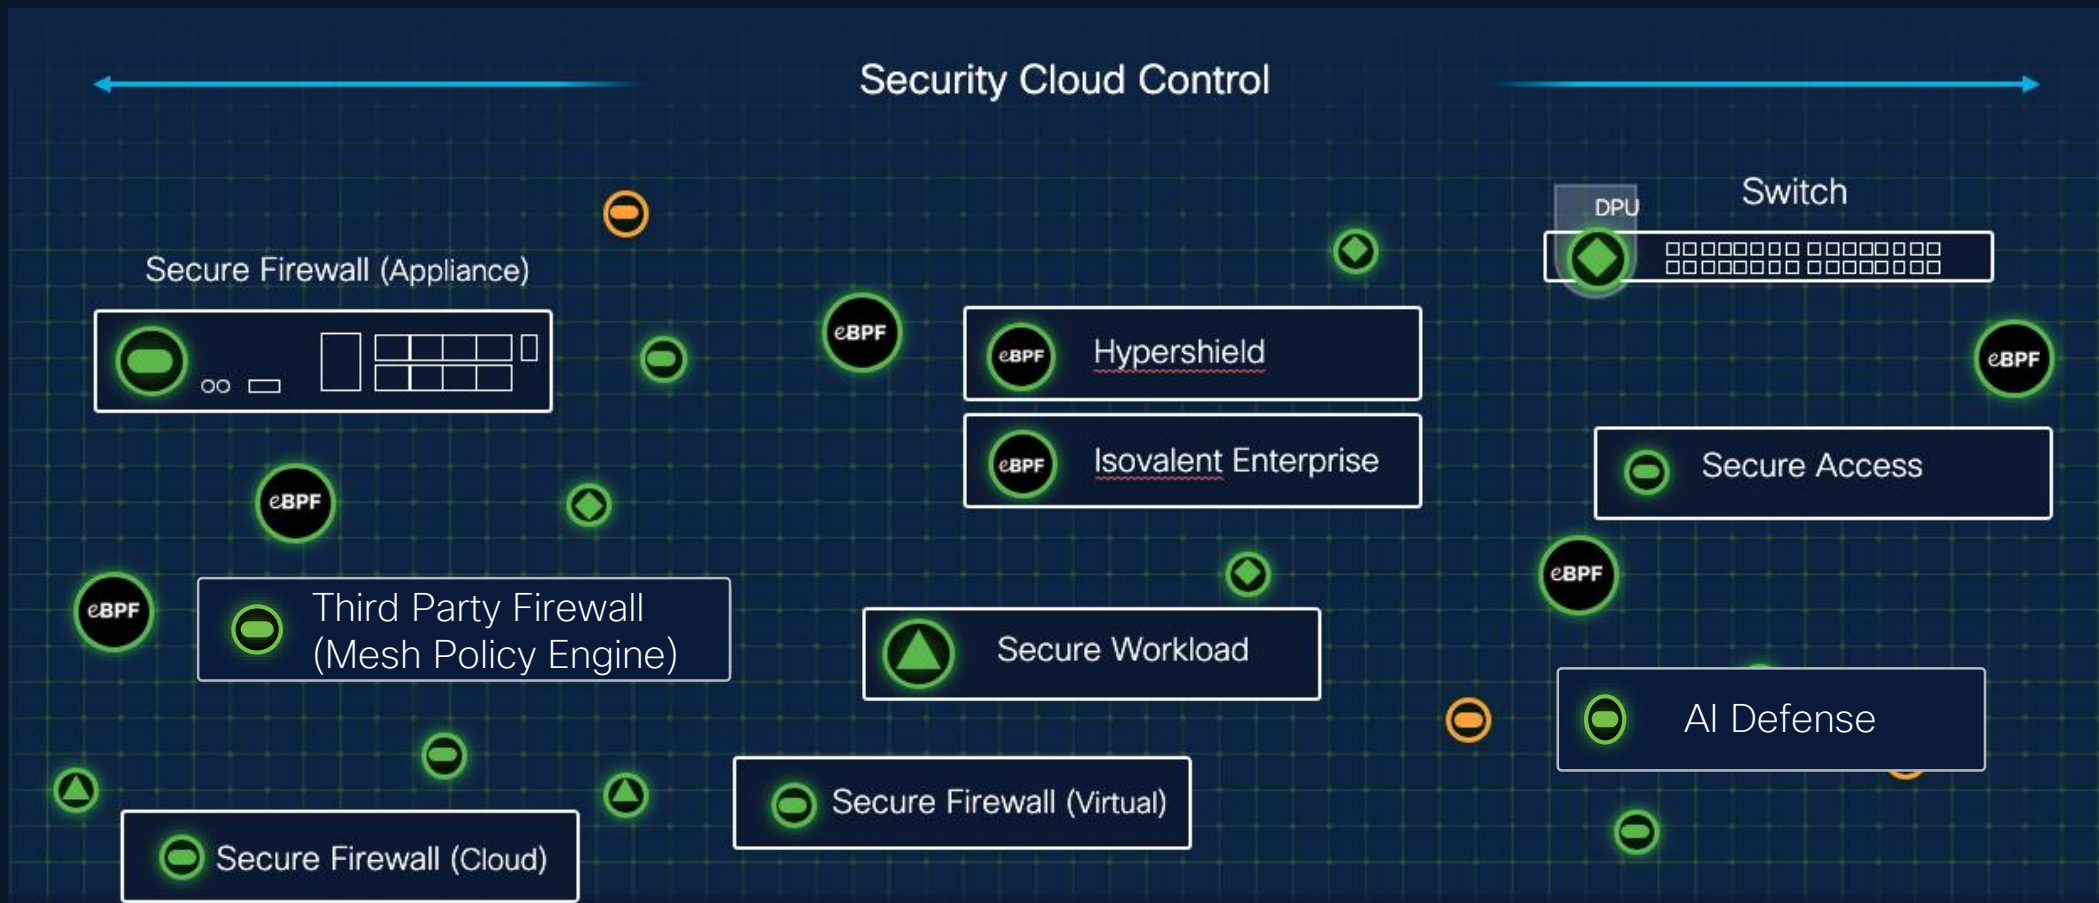 Security Cloud Control
Switch
DPU
Secure Firewall (Appliance)
eBPF
eBPF
Hypershield
eBPF
eBPF
Isovalent Enterprise
Secure Access
eBPF
eBPF
eBPF
Third Party Firewall
(Mesh Policy Engine)
Secure Workload
AI Defense
Secure Firewall (Virtual)
Secure Firewall (Cloud)